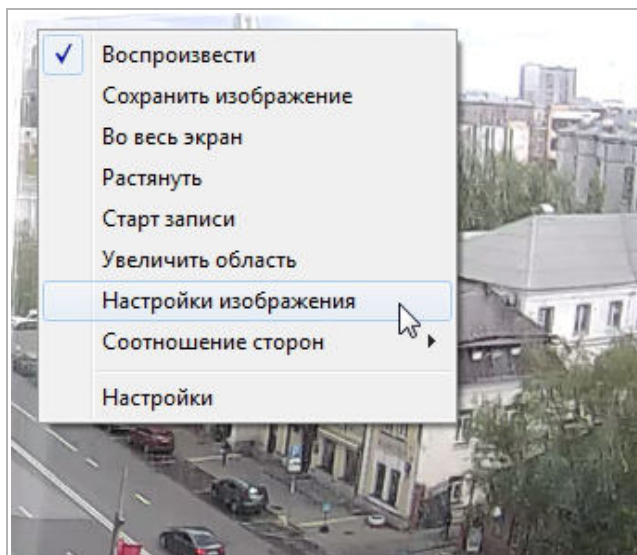 Воспроизвести
Сохранить изображение
Во весь экран
Растянуть
Старт записи
Увеличить область
Настройки изображения
Соотношение сторон
Настройки